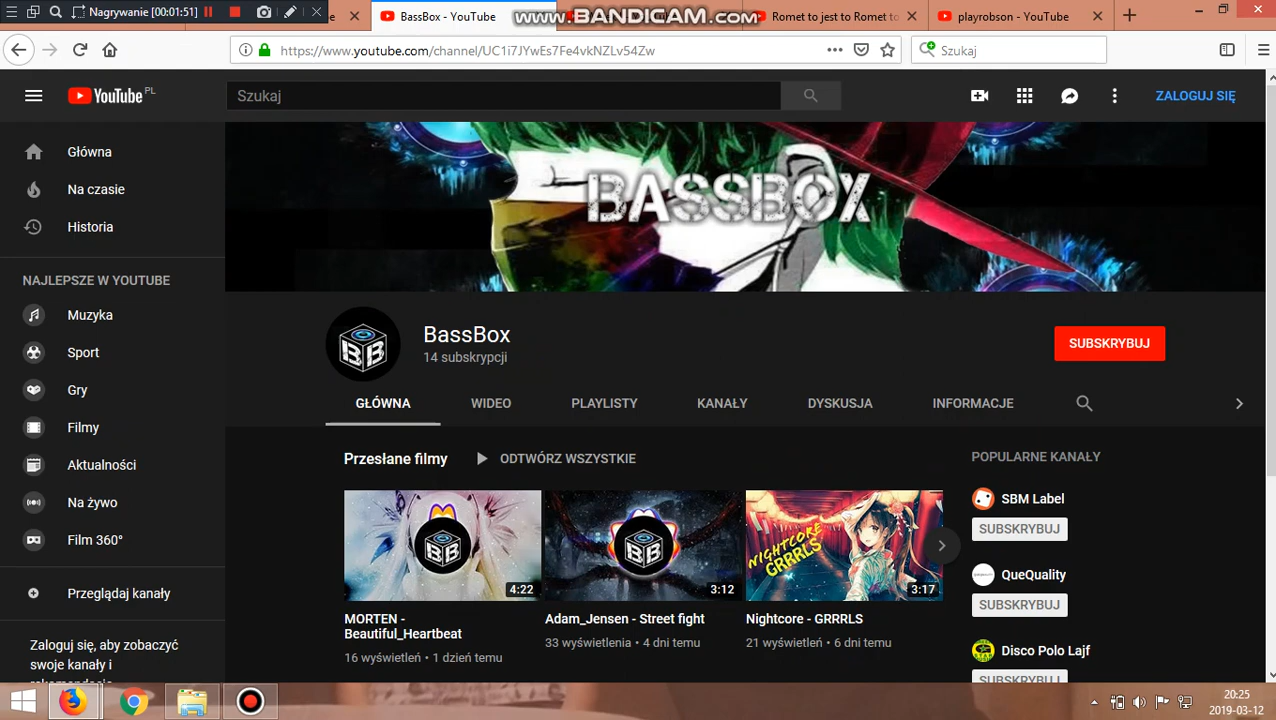 Nagrywanie [00:01:51]
BassBox - YouTube
www.BANDICAM.com
Romet to jest to Romet to
playrobson - YouTube
https://www.youtube.com/channel/UC1i7JYwEs7Fe4vkNZLv54Zw
Szukaj
YouTube PL
Szukaj
ZALOGUJ SIĘ
Główna
Na czasie
Historia
NAJLEPSZE W YOUTUBE
Muzyka
Sport
Gry
Filmy
Aktualności
Na żywo
Film 360°
Przeglądaj kanały
Zaloguj się, aby zobaczyć
swoje kanały i
BASSBOX
BassBox
14 subskrypcji
SUBSKRYBUJ
GŁÓWNA
WIDEO
PLAYLISTY
KANAŁY
DYSKUSJA
INFORMACJE
Przesłane filmy
ODTWÓRZ WSZYSTKIE
4:22
MORTEN -
Beautiful_Heartbeat
16 wyświetleń • 1 dzień temu
3:12
Adam_Jensen - Street fight
33 wyświetlenia • 4 dni temu
NIGHTCORE
GRRRLS
3:17
Nightcore - GRRRLS
21 wyświetleń • 6 dni temu
POPULARNE KANAŁY
SBM Label
SUBSKRYBUJ
QueQuality
SUBSKRYBUJ
Disco Polo Lajf
SUBSKRYBUJ
20:25
2019-03-12